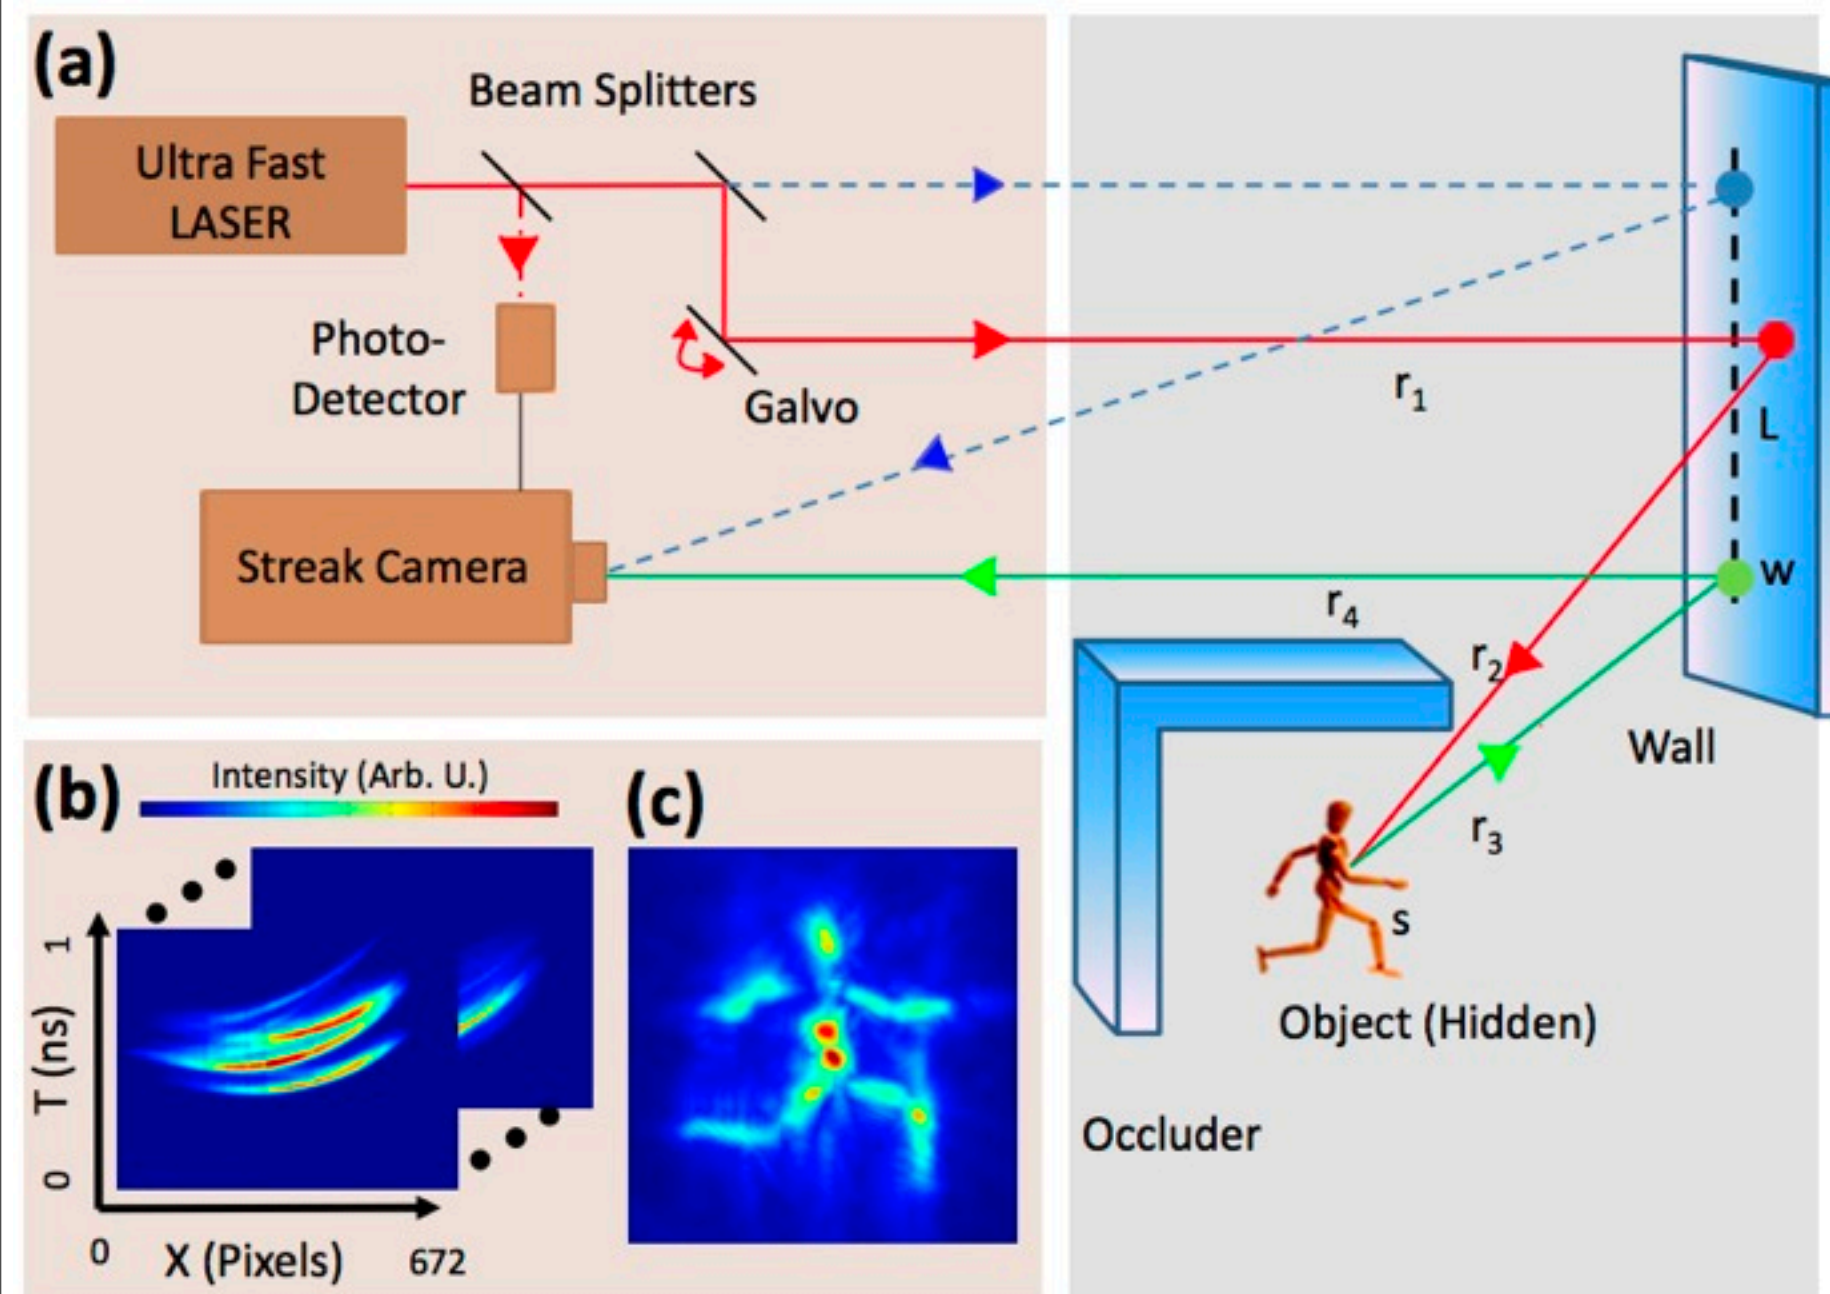 (a)
Beam Splitters
Ultra Fast
LASER
Photo-
Detector
Galvo
Streak Camera
r₁
L
w
r₄
r₂
r₃
Wall
s
Object (Hidden)
Occluder
(b)
Intensity (Arb. U.)
T (ns)
1
0
0
X (Pixels)
672
(c)